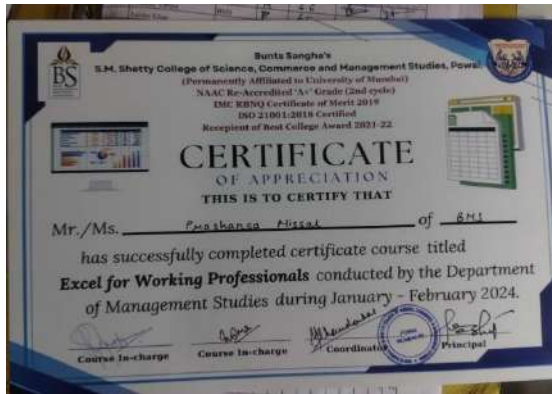 BS
Bunts Sangha's
S.M. Shetty College of Science, Commerce and Management Studies, Powai
(Permanently Affiliated to University of Mumbai)
NAAC Re-Accredited 'A+' Grade (2nd cycle)
IMC RBNQ Certificate of Merit 2019
ISO 21001:2018 Certified
Recepient of Best College Award 2021-22
CERTIFICATE
OF APPRECIATION
THIS IS TO CERTIFY THAT
Mr./Ms. of BMS
has successfully completed certificate course titled
Excel for Working Professionals conducted by the Department
of Management Studies during January - February 2024.
Course In-charge Course In-charge Coordinator Principal